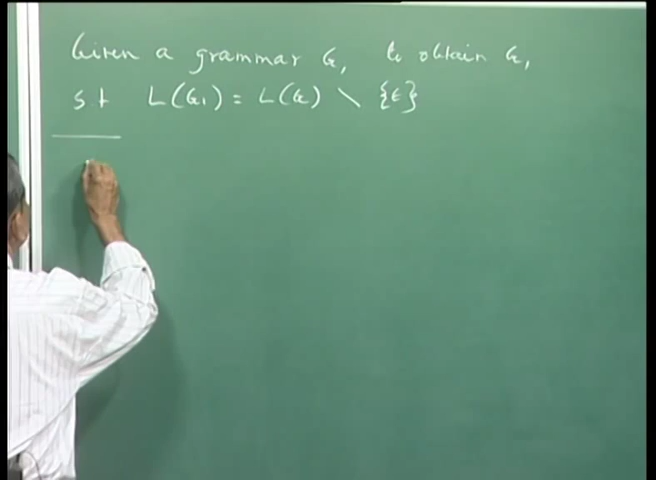 Given a grammar G, to obtain G₁
s.t L(G₁) = L(G) \ {ϵ}